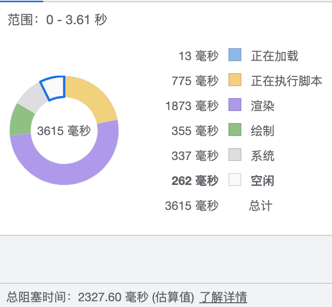 范围：0 - 3.61 秒
13 毫秒 正在加载
775 毫秒 正在执行脚本
1873 毫秒 渲染
3615 毫秒
355 毫秒 绘制
337 毫秒 系统
262 毫秒 空闲
3615 毫秒 总计
总阻塞时间：2327.60 毫秒 (估算值) 了解详情